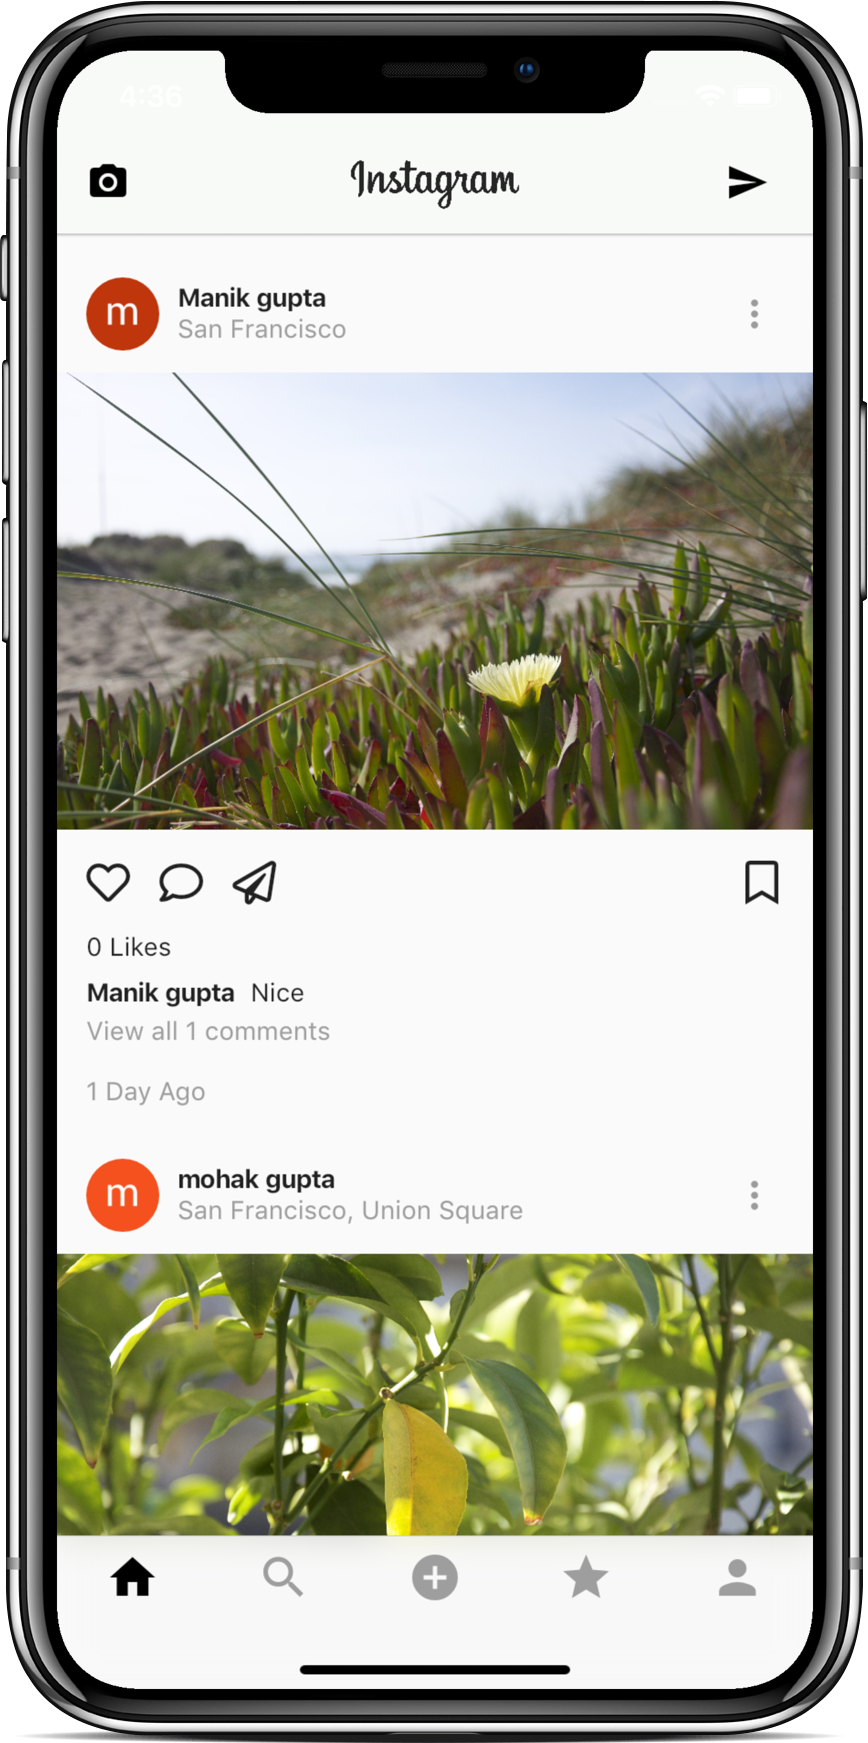 4:36
Instagram
m
Manik gupta
San Francisco
0 Likes
Manik gupta Nice
View all 1 comments
1 Day Ago
m
mohak gupta
San Francisco, Union Square